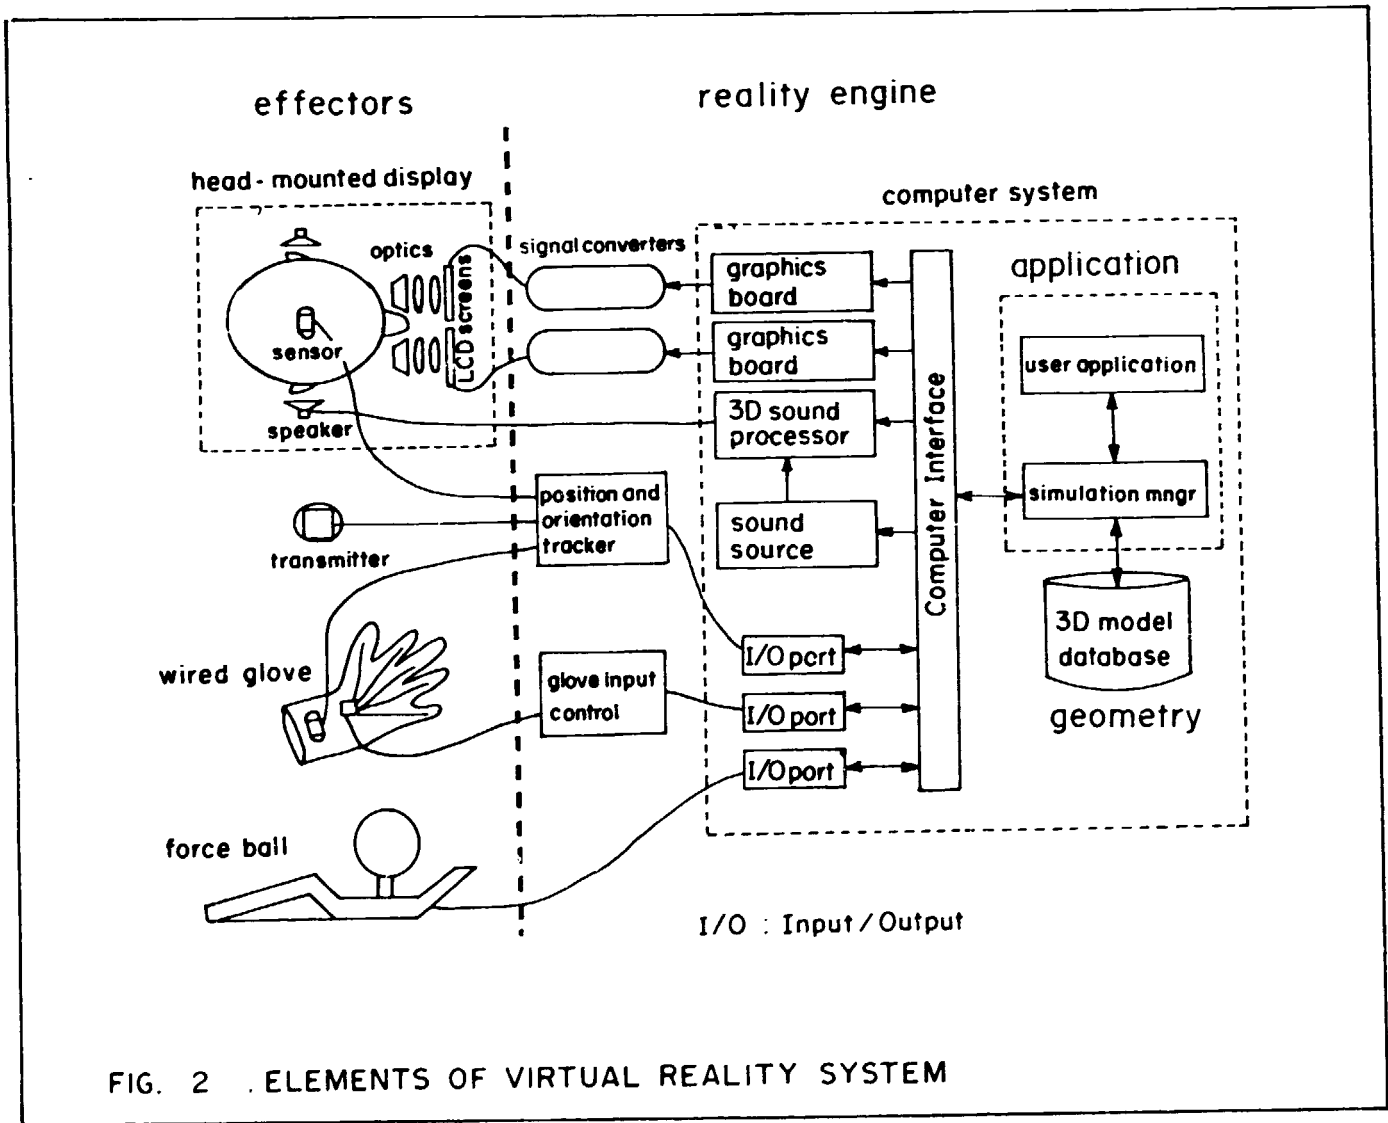 effectors
reality engine
head-mounted display
computer system
optics
signal converters
LCD screens
graphics
board
application
sensor
graphics
board
user application
speaker
3D sound
processor
Computer Interface
position and
orientation
tracker
simulation mngr
transmitter
sound
source
3D model
database
I/O port
wired glove
glove input
control
I/O port
geometry
I/O port
force ball
I/O : Input/Output
FIG. 2 . ELEMENTS OF VIRTUAL REALITY SYSTEM